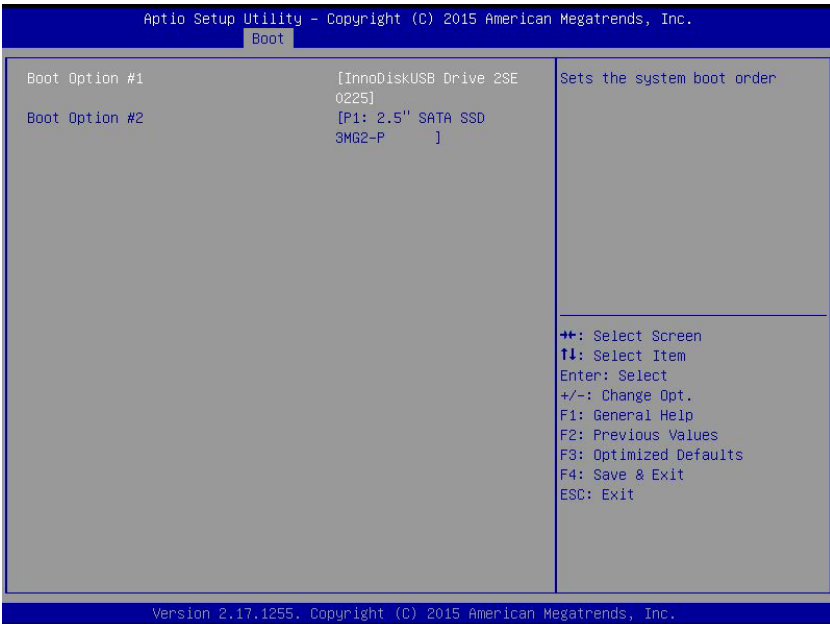 Aptio Setup Utility – Copyright (C) 2015 American Megatrends, Inc.
Boot
Boot Option #1 [InnoDiskUSB Drive 2SE
0225]
Boot Option #2 [P1: 2.5" SATA SSD
3MG2-P ]
Sets the system boot order
→←: Select Screen
↑↓: Select Item
Enter: Select
+/-: Change Opt.
F1: General Help
F2: Previous Values
F3: Optimized Defaults
F4: Save & Exit
ESC: Exit
Version 2.17.1255. Copyright (C) 2015 American Megatrends, Inc.